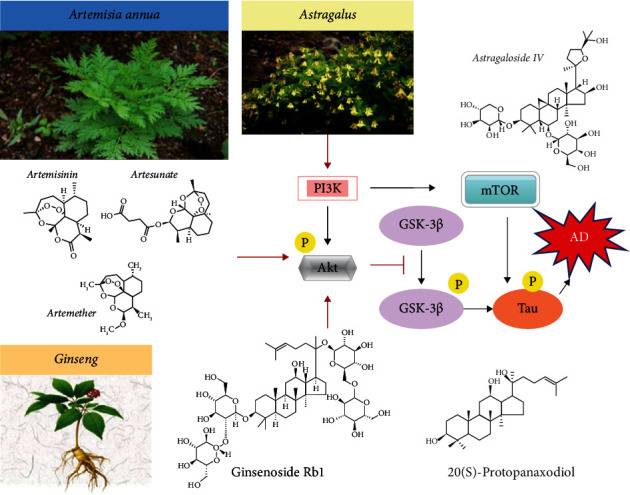 Artemisia annua
Astragalus
Astragaloside IV
Artemisinin
Artesunate
Artemether
Ginseng
PI3K
mTOR
GSK-3β
AD
P
Akt
P
GSK-3β
P
Tau
Ginsenoside Rb1
20(S)-Protopanaxodiol